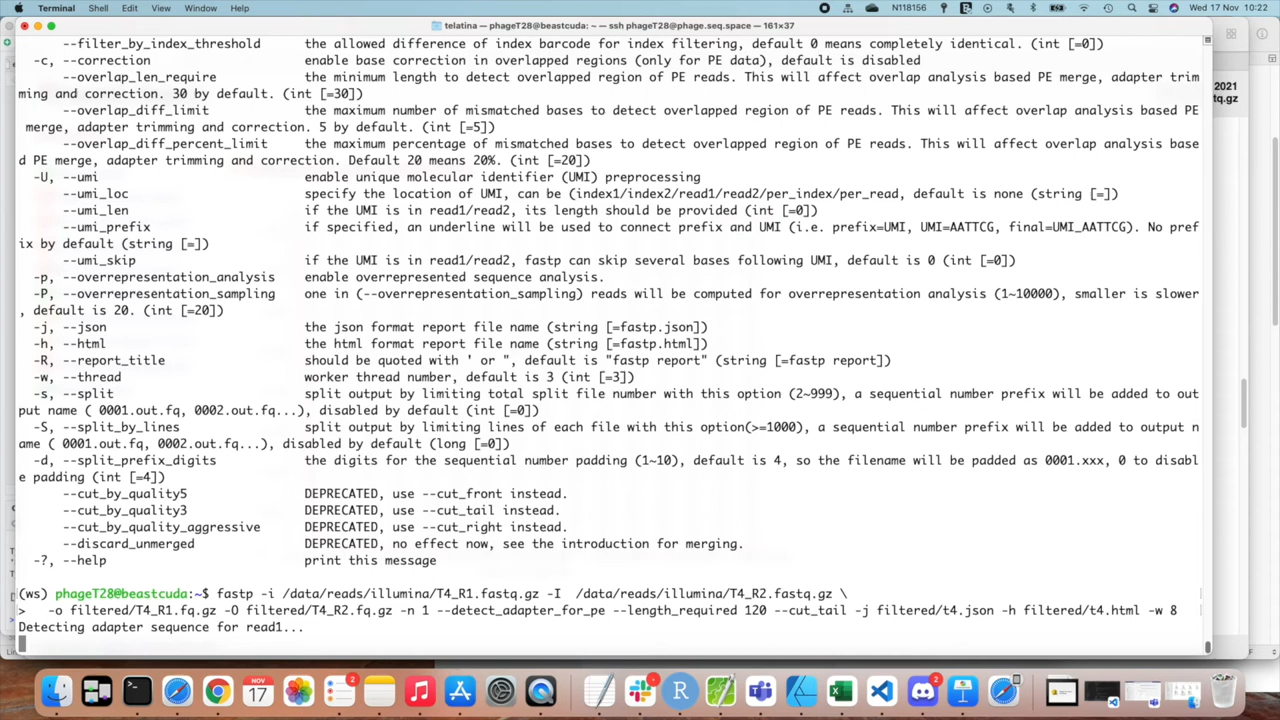 Terminal Shell Edit View Window Help N118156 Wed 17 Nov 10:22
telatina — phageT28@beastcuda: ~ — ssh phageT28@phage.seq.space — 161×37
--filter_by_index_threshold the allowed difference of index barcode for index filtering, default 0 means completely identical. (int [=0])
-c, --correction enable base correction in overlapped regions (only for PE data), default is disabled
--overlap_len_require the minimum length to detect overlapped region of PE reads. This will affect overlap analysis based PE merge, adapter trim
ming and correction. 30 by default. (int [=30])
--overlap_diff_limit the maximum number of mismatched bases to detect overlapped region of PE reads. This will affect overlap analysis based PE
merge, adapter trimming and correction. 5 by default. (int [=5])
--overlap_diff_percent_limit the maximum percentage of mismatched bases to detect overlapped region of PE reads. This will affect overlap analysis base
d PE merge, adapter trimming and correction. Default 20 means 20%. (int [=20])
-U, --umi enable unique molecular identifier (UMI) preprocessing
--umi_loc specify the location of UMI, can be (index1/index2/read1/read2/per_index/per_read, default is none (string [=])
--umi_len if the UMI is in read1/read2, its length should be provided (int [=0])
--umi_prefix if specified, an underline will be used to connect prefix and UMI (i.e. prefix=UMI, UMI=AATTCG, final=UMI_AATTCG). No pref
ix by default (string [=])
--umi_skip if the UMI is in read1/read2, fastp can skip several bases following UMI, default is 0 (int [=0])
-p, --overrepresentation_analysis enable overrepresented sequence analysis.
-P, --overrepresentation_sampling one in (--overrepresentation_sampling) reads will be computed for overrepresentation analysis (1~10000), smaller is slower
, default is 20. (int [=20])
-j, --json the json format report file name (string [=fastp.json])
-h, --html the html format report file name (string [=fastp.html])
-R, --report_title should be quoted with ' or ", default is "fastp report" (string [=fastp report])
-w, --thread worker thread number, default is 3 (int [=3])
-s, --split split output by limiting total split file number with this option (2~999), a sequential number prefix will be added to out
put name ( 0001.out.fq, 0002.out.fq...), disabled by default (int [=0])
-S, --split_by_lines split output by limiting lines of each file with this option(>=1000), a sequential number prefix will be added to output n
ame ( 0001.out.fq, 0002.out.fq...), disabled by default (long [=0])
-d, --split_prefix_digits the digits for the sequential number padding (1~10), default is 4, so the filename will be padded as 0001.xxx, 0 to disabl
e padding (int [=4])
--cut_by_quality5 DEPRECATED, use --cut_front instead.
--cut_by_quality3 DEPRECATED, use --cut_tail instead.
--cut_by_quality_aggressive DEPRECATED, use --cut_right instead.
--discard_unmerged DEPRECATED, no effect now, see the introduction for merging.
-?, --help print this message
(ws) phageT28@beastcuda:~$ fastp -i /data/reads/illumina/T4_R1.fastq.gz -I /data/reads/illumina/T4_R2.fastq.gz \
> -o filtered/T4_R1.fq.gz -O filtered/T4_R2.fq.gz -n 1 --detect_adapter_for_pe --length_required 120 --cut_tail -j filtered/t4.json -h filtered/t4.html -w 8
Detecting adapter sequence for read1...
2021
tq.gz
NOV
17
2
R
2